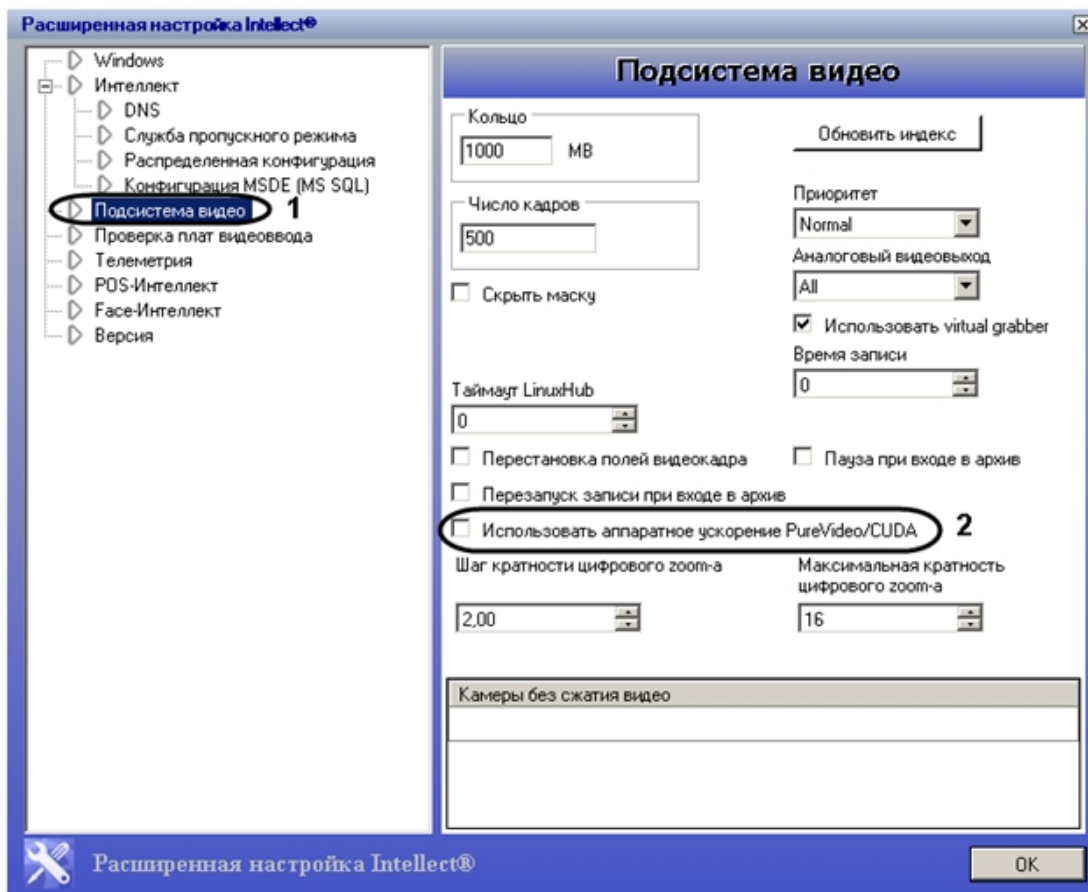 Расширенная настройка Intellect®
Windows
Интеллект
DNS
Служба пропускного режима
Распределенная конфигурация
Конфигурация MSDE (MS SQL)
Подсистема видео
1
Проверка плат видеоввода
Телеметрия
POS-Интеллект
Face-Интеллект
Версия
Подсистема видео
Кольцо
1000 MB
Обновить индекс
Число кадров
500
Приоритет
Normal
Аналоговый видеовыход
All
Скрыть маску
Использовать virtual grabber
Время записи
0
Таймаут LinuxHub
0
Перестановка полей видеокадра
Пауза при входе в архив
Перезапуск записи при входе в архив
Использовать аппаратное ускорение PureVideo/CUDA
2
Шаг кратности цифрового zoom-а
2,00
Максимальная кратность
цифрового zoom-а
16
Камеры без сжатия видео
Расширенная настройка Intellect®
OK